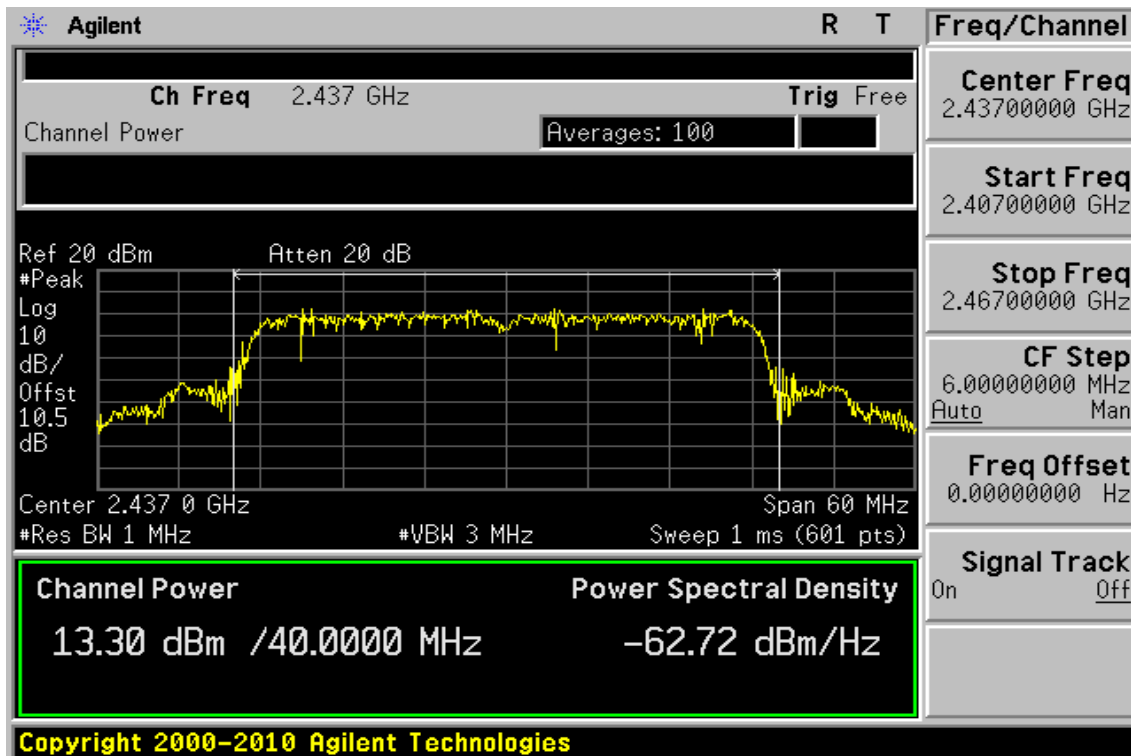 Agilent R T Freq/Channel
Ch Freq 2.437 GHz Trig Free
Channel Power Averages: 100
Ref 20 dBm Atten 20 dB
#Peak
Log
10
dB/
Offst
10.5
dB
Center 2.437 0 GHz Span 60 MHz
#Res BW 1 MHz #VBW 3 MHz Sweep 1 ms (601 pts)
Channel Power Power Spectral Density
13.30 dBm /40.0000 MHz -62.72 dBm/Hz
Center Freq
2.43700000 GHz
Start Freq
2.40700000 GHz
Stop Freq
2.46700000 GHz
CF Step
6.00000000 MHz
Auto Man
Freq Offset
0.00000000 Hz
Signal Track
On Off
Copyright 2000-2010 Agilent Technologies